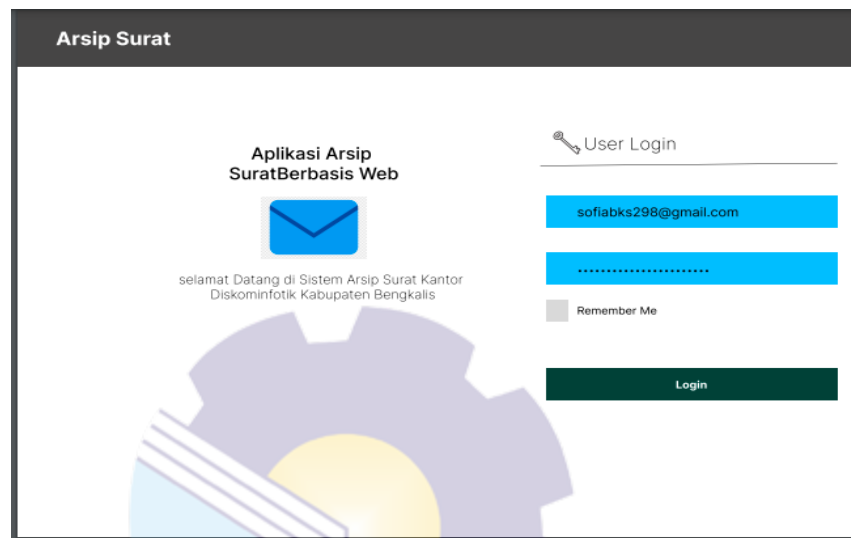 Arsip Surat
Aplikasi Arsip
SuratBerbasis Web
selamat Datang di Sistem Arsip Surat Kantor
Diskominfotik Kabupaten Bengkalis
User Login
sofiabks298@gmail.com
Remember Me
Login